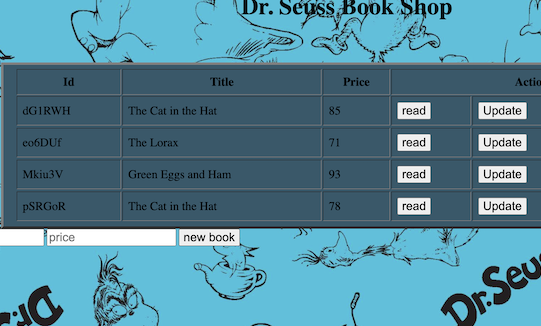 Dr. Seuss Book Shop
Id Title Price Actio
dG1RWH The Cat in the Hat 85 read Update
eo6DUf The Lorax 71 read Update
Mkiu3V Green Eggs and Ham 93 read Update
pSRGoR The Cat in the Hat 78 read Update
price new book
Dr. Seus
Dr. S